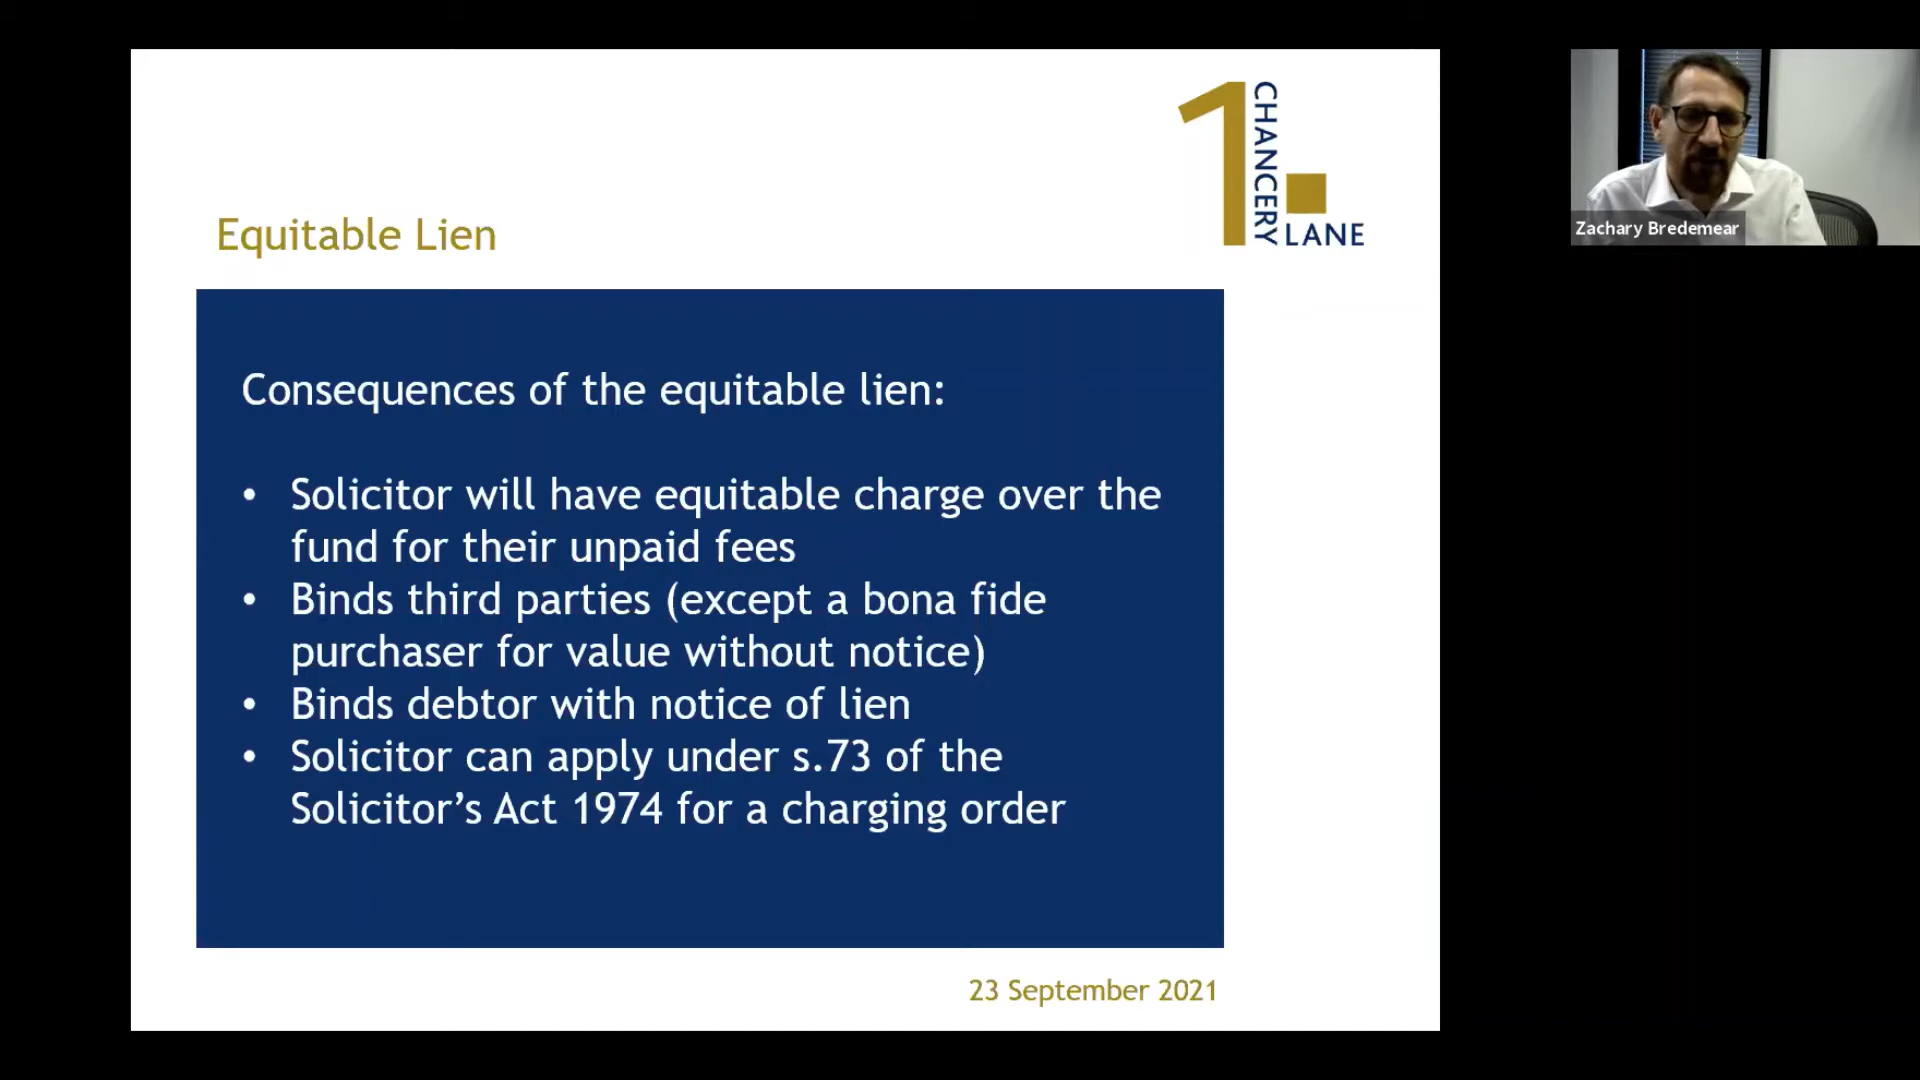 1 CHANCERY LANE
Zachary Bredemear
Equitable Lien
Consequences of the equitable lien:
• Solicitor will have equitable charge over the
fund for their unpaid fees
• Binds third parties (except a bona fide
purchaser for value without notice)
• Binds debtor with notice of lien
• Solicitor can apply under s.73 of the
Solicitor’s Act 1974 for a charging order
23 September 2021